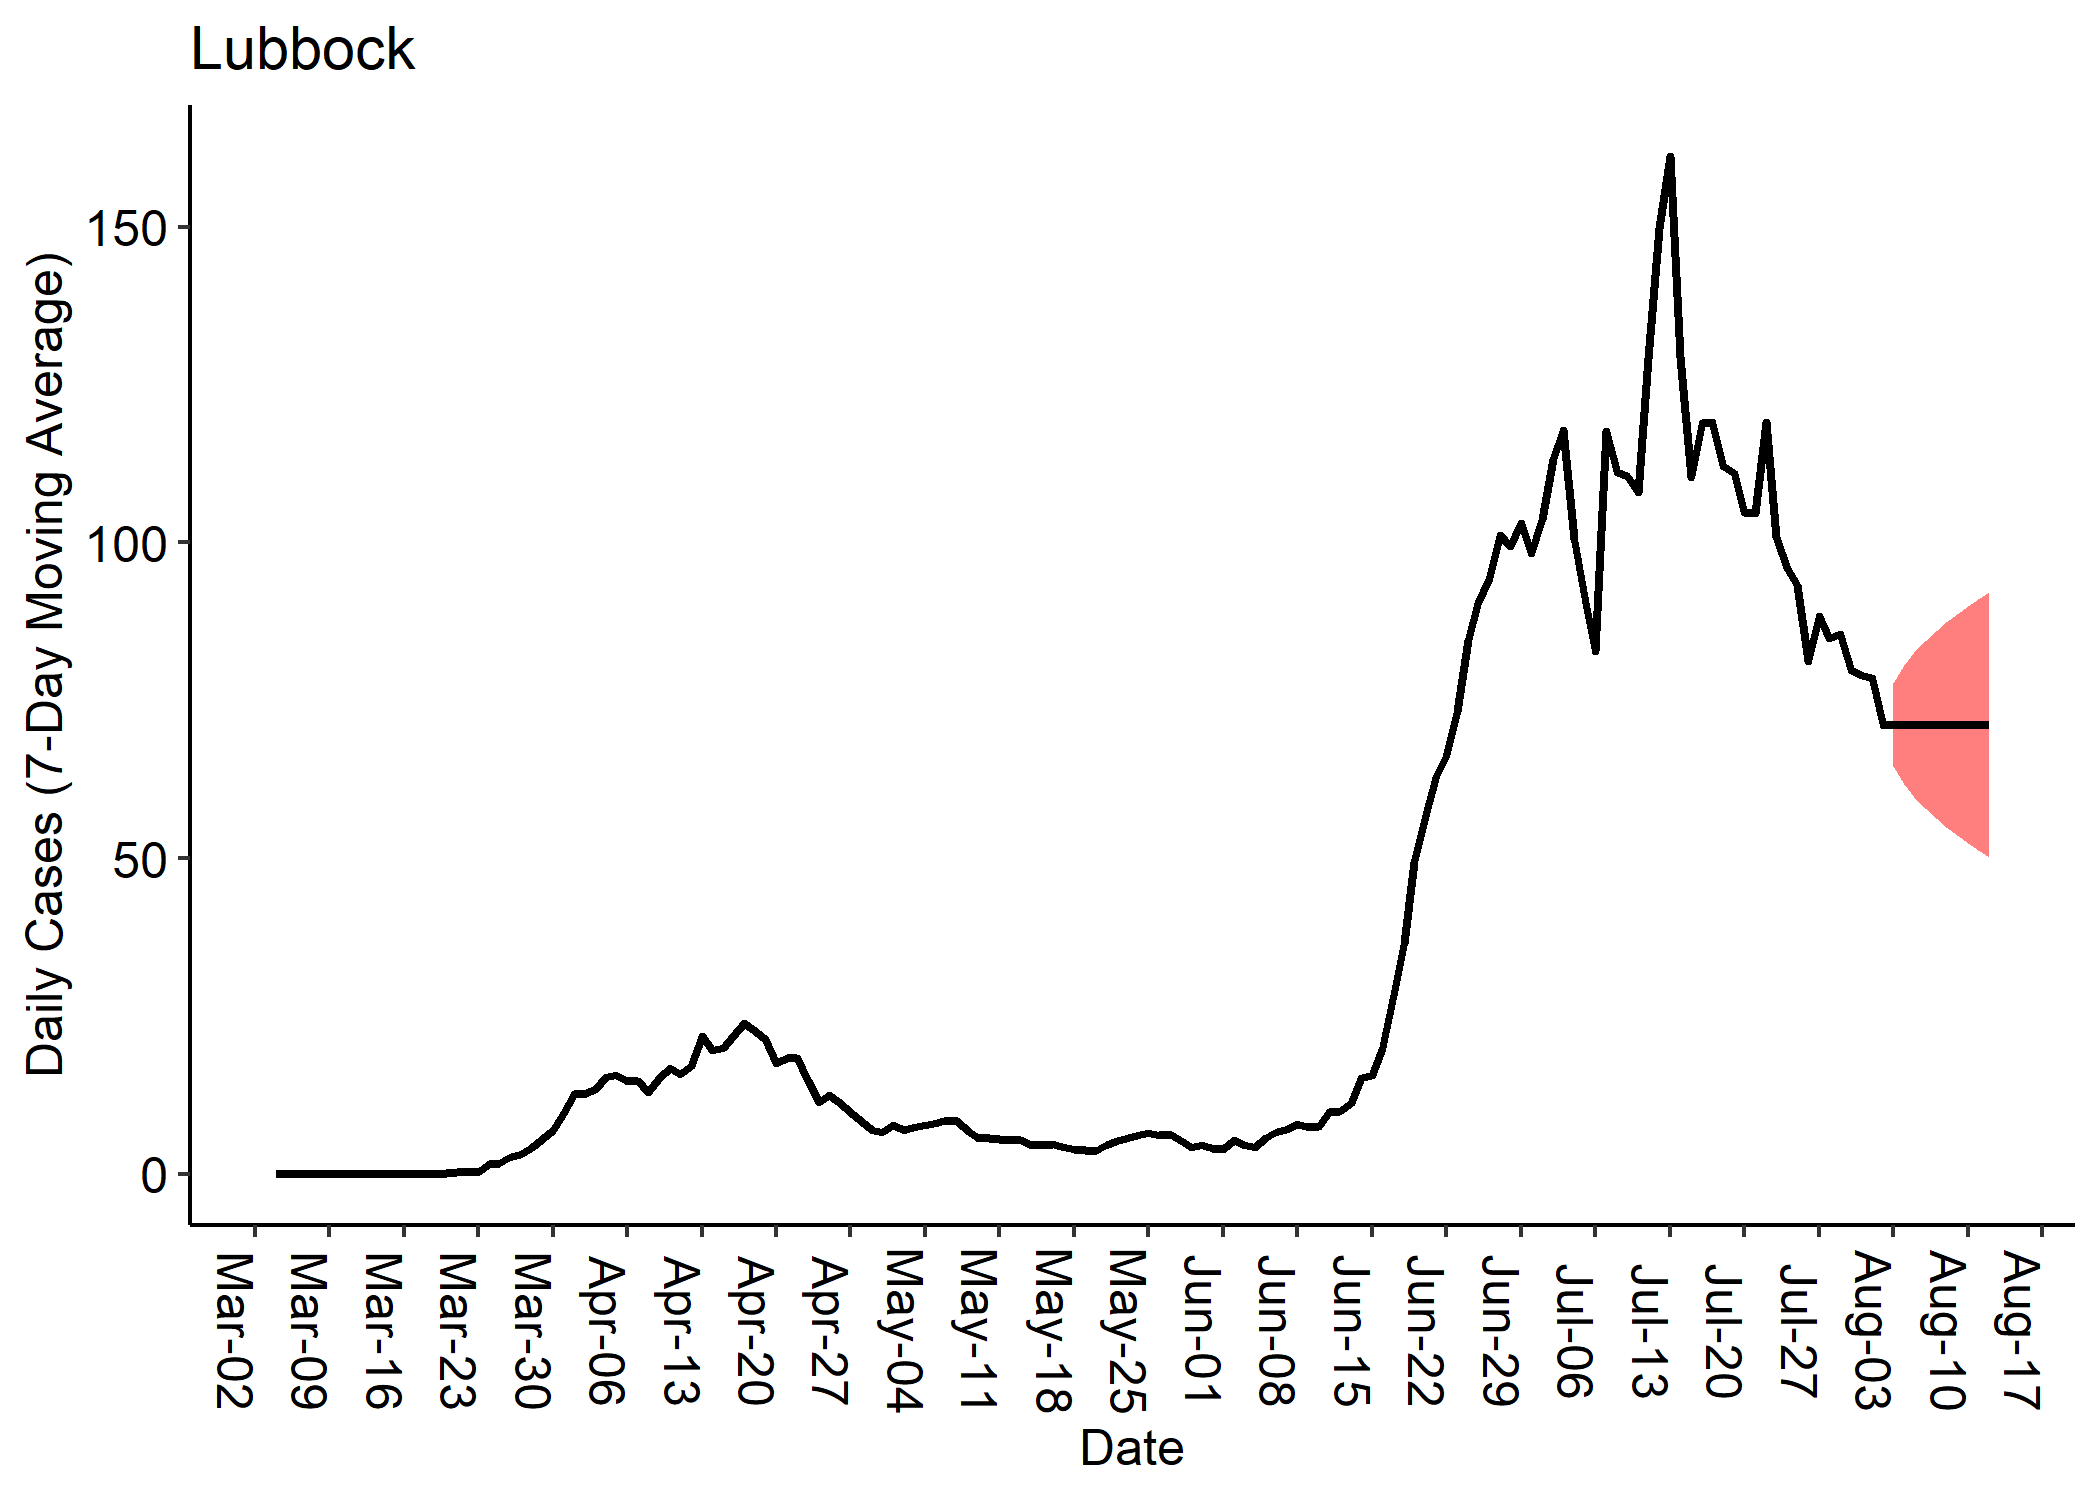 Lubbock
Daily Cases (7-Day Moving Average)
150
100
50
0
Mar-02
Mar-09
Mar-16
Mar-23
Mar-30
Apr-06
Apr-13
Apr-20
Apr-27
May-04
May-11
May-18
May-25
Jun-01
Jun-08
Jun-15
Jun-22
Jun-29
Jul-06
Jul-13
Jul-20
Jul-27
Aug-03
Aug-10
Aug-17
Date